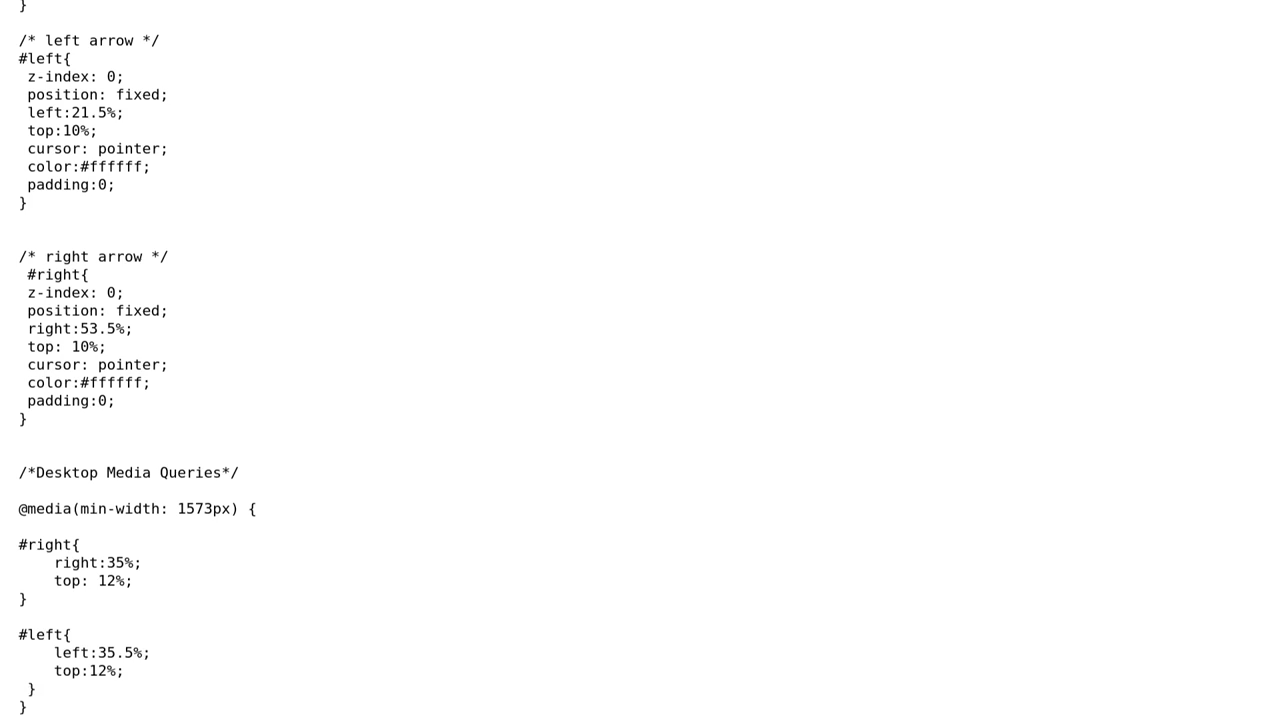 }
/* left arrow */
#left{
z-index: 0;
position: fixed;
left:21.5%;
top:10%;
cursor: pointer;
color:#ffffff;
padding:0;
}
/* right arrow */
#right{
z-index: 0;
position: fixed;
right:53.5%;
top: 10%;
cursor: pointer;
color:#ffffff;
padding:0;
}
/*Desktop Media Queries*/
@media(min-width: 1573px) {
#right{
right:35%;
top: 12%;
}
#left{
left:35.5%;
top:12%;
}
}